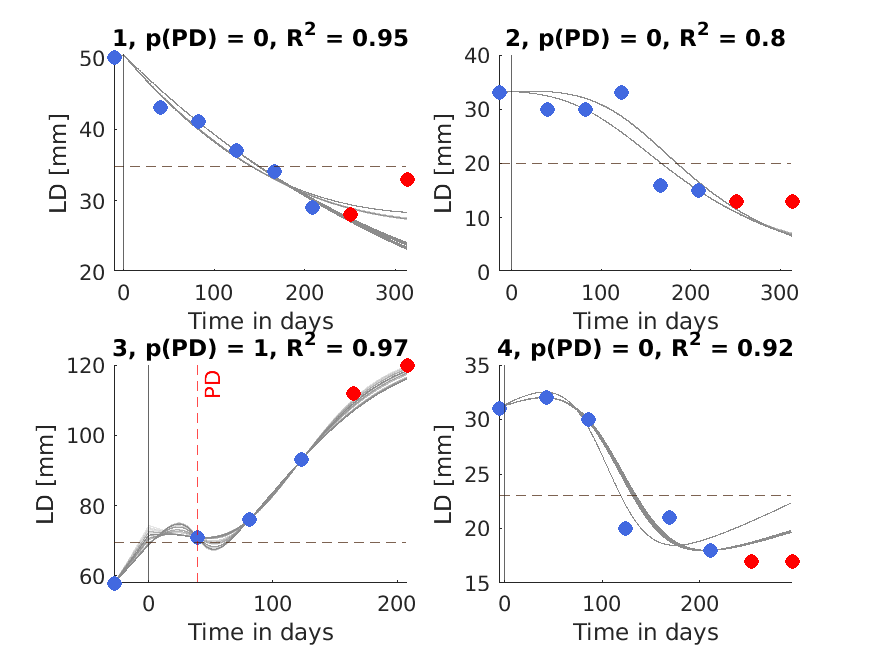 1, p(PD) = 0, R² = 0.95
50
40
30
20
LD [mm]
0 100 200 300
Time in days
2, p(PD) = 0, R² = 0.8
40
30
20
10
0
LD [mm]
0 100 200 300
Time in days
3, p(PD) = 1, R² = 0.97
120
100
80
60
LD [mm]
PD
0 100 200
Time in days
4, p(PD) = 0, R² = 0.92
35
30
25
20
15
LD [mm]
0 100 200
Time in days